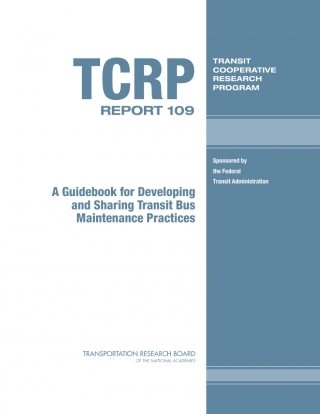 TCRP
REPORT 109
TRANSIT
COOPERATIVE
RESEARCH
PROGRAM
Sponsored by
the Federal
Transit Administration
A Guidebook for Developing
and Sharing Transit Bus
Maintenance Practices
TRANSPORTATION RESEARCH BOARD
OF THE NATIONAL ACADEMIES